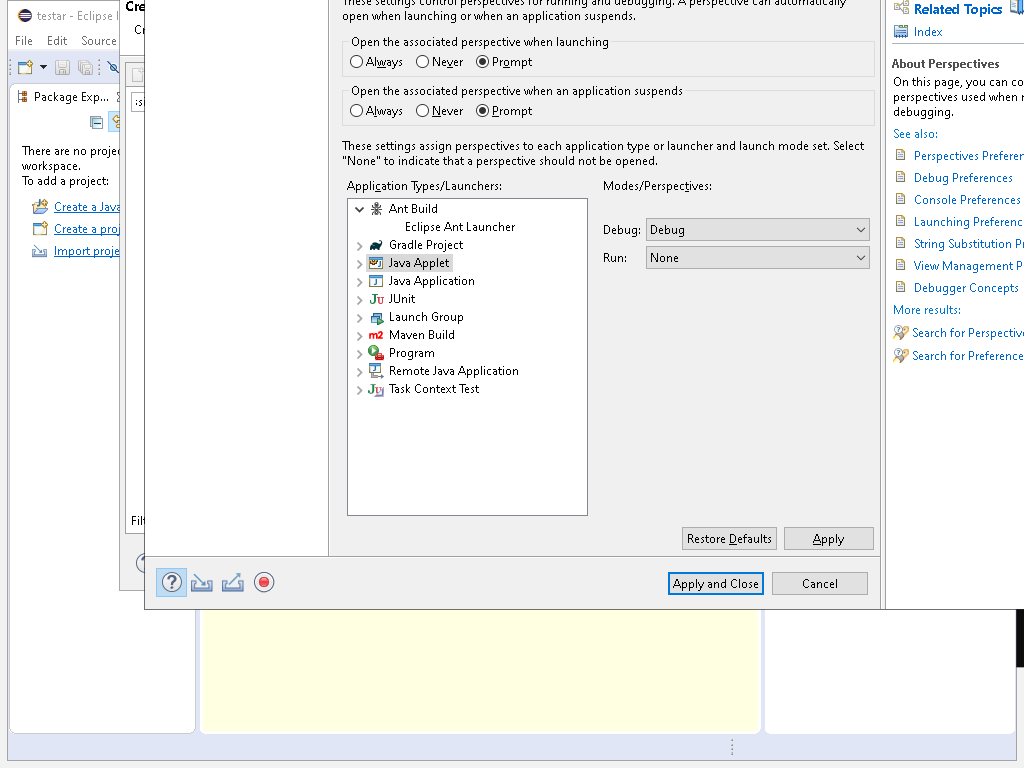 testar - Eclipse I
File Edit Source
Package Exp...
There are no projec
workspace.
To add a project:
Create a Java
Create a proj
Import proje
Cre
Cr
Filt
These settings control perspectives for running and debugging. A perspective can automatically
open when launching or when an application suspends.
Open the associated perspective when launching
Always Never Prompt
Open the associated perspective when an application suspends
Always Never Prompt
These settings assign perspectives to each application type or launcher and launch mode set. Select
"None" to indicate that a perspective should not be opened.
Application Types/Launchers:
Ant Build
Eclipse Ant Launcher
Gradle Project
Java Applet
Java Application
JUnit
Launch Group
Maven Build
Program
Remote Java Application
Task Context Test
Modes/Perspectives:
Debug: Debug
Run: None
Restore Defaults Apply
Apply and Close Cancel
Related Topics
Index
About Perspectives
On this page, you can co
perspectives used when r
debugging.
See also:
Perspectives Preferen
Debug Preferences
Console Preferences
Launching Preferenc
String Substitution Pr
View Management P
Debugger Concepts
More results:
Search for Perspective
Search for Preference